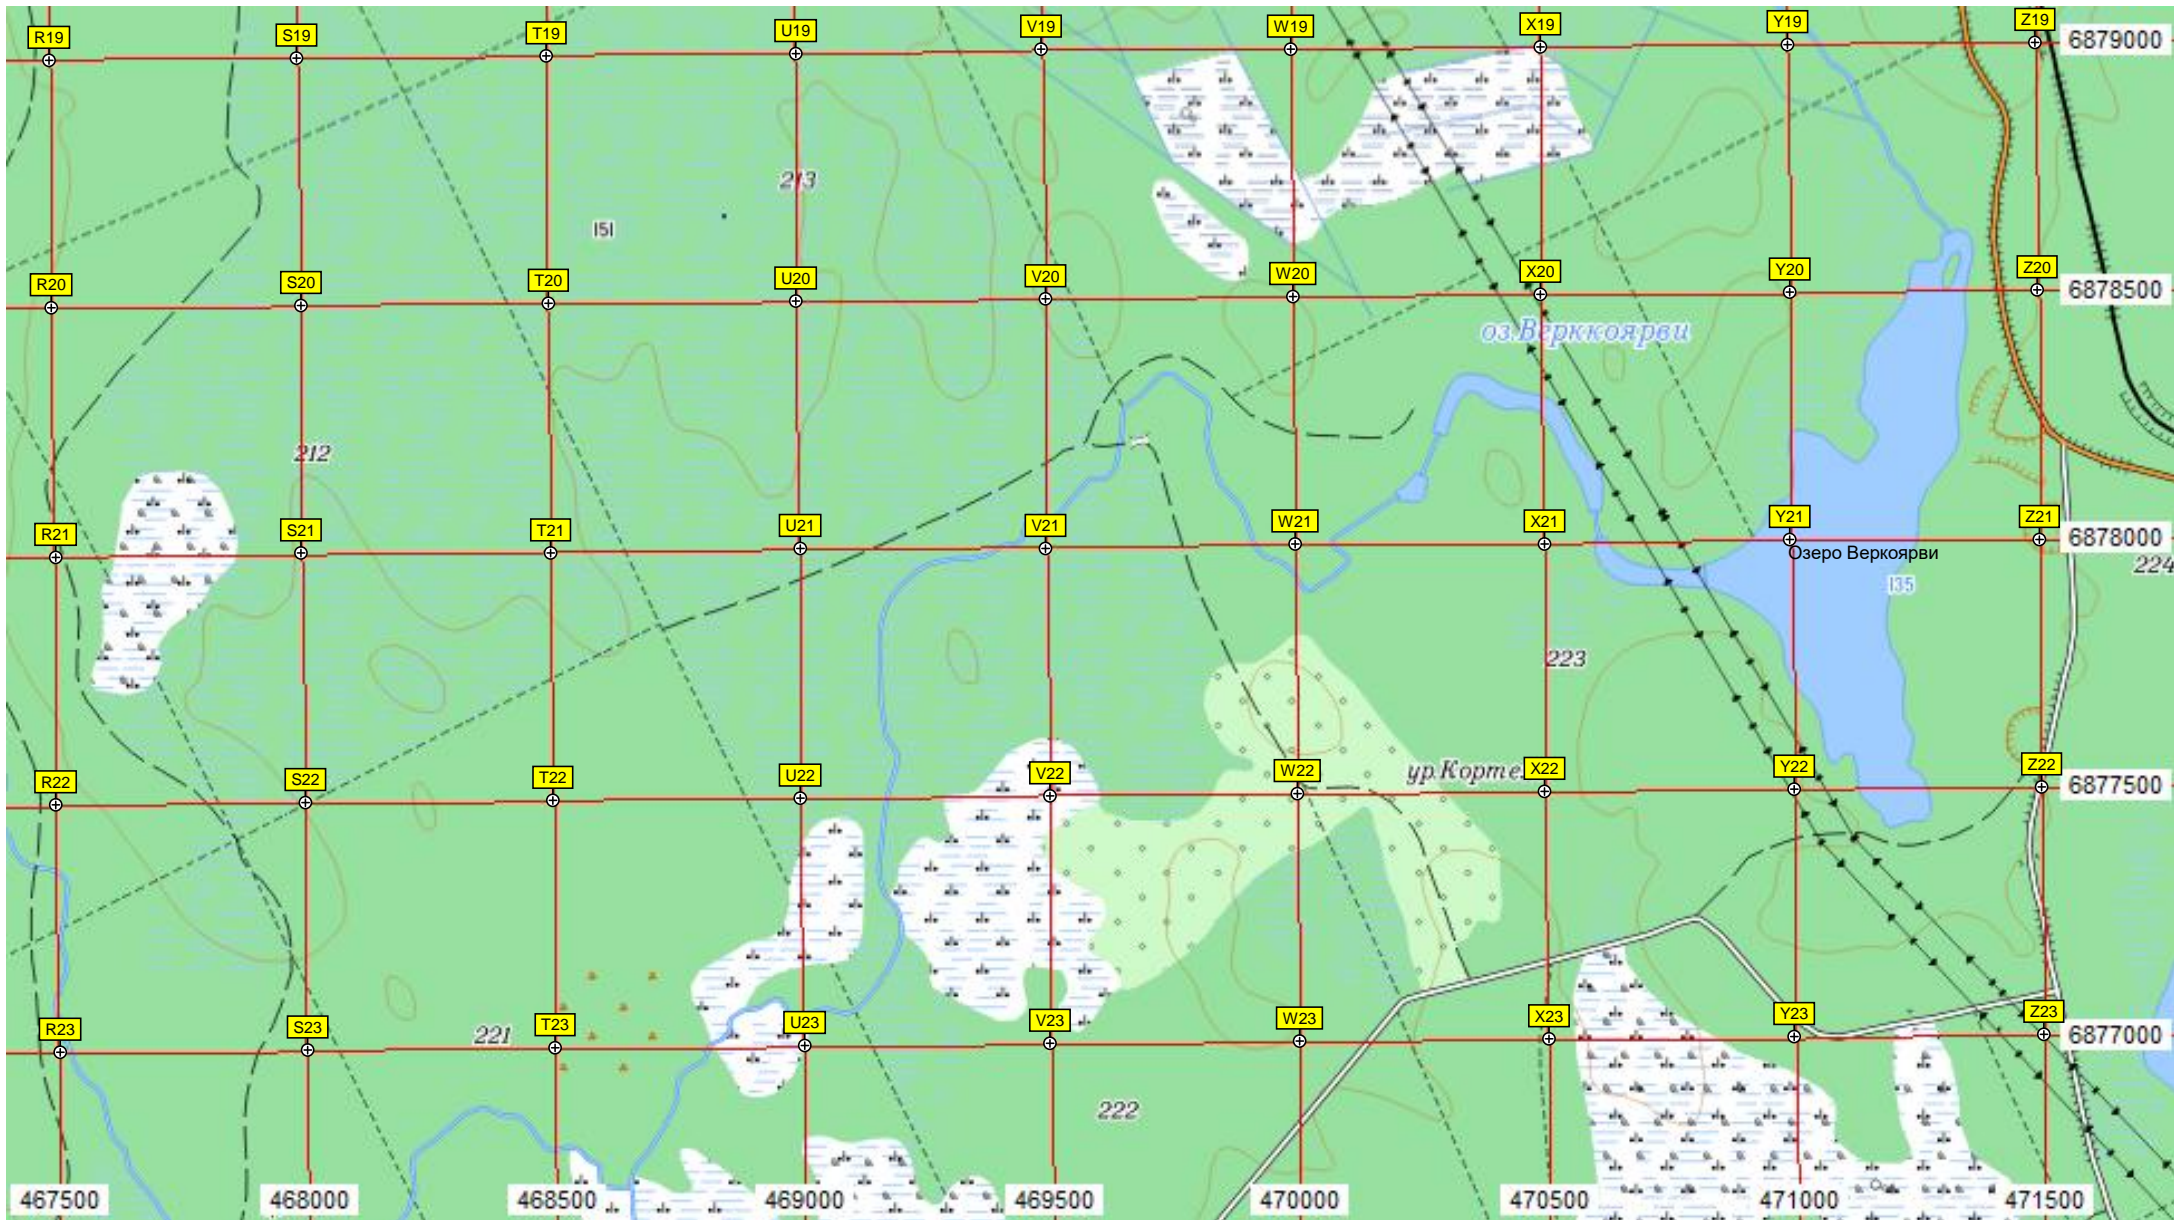 R19 S19 T19 U19 V19 W19 X19 Y19 Z19 6879000
213
151
R20 S20 T20 U20 V20 W20 X20 Y20 Z20 6878500
оз.Верккоярви
212
R21 S21 T21 U21 V21 W21 X21 Y21 Z21 6878000
Озеро Веркоярви
224
135
223
ур.Корте
R22 S22 T22 U22 V22 W22 X22 Y22 Z22 6877500
R23 S23 T23 U23 V23 W23 X23 Y23 Z23 6877000
221
222
467500 468000 468500 469000 469500 470000 470500 471000 471500